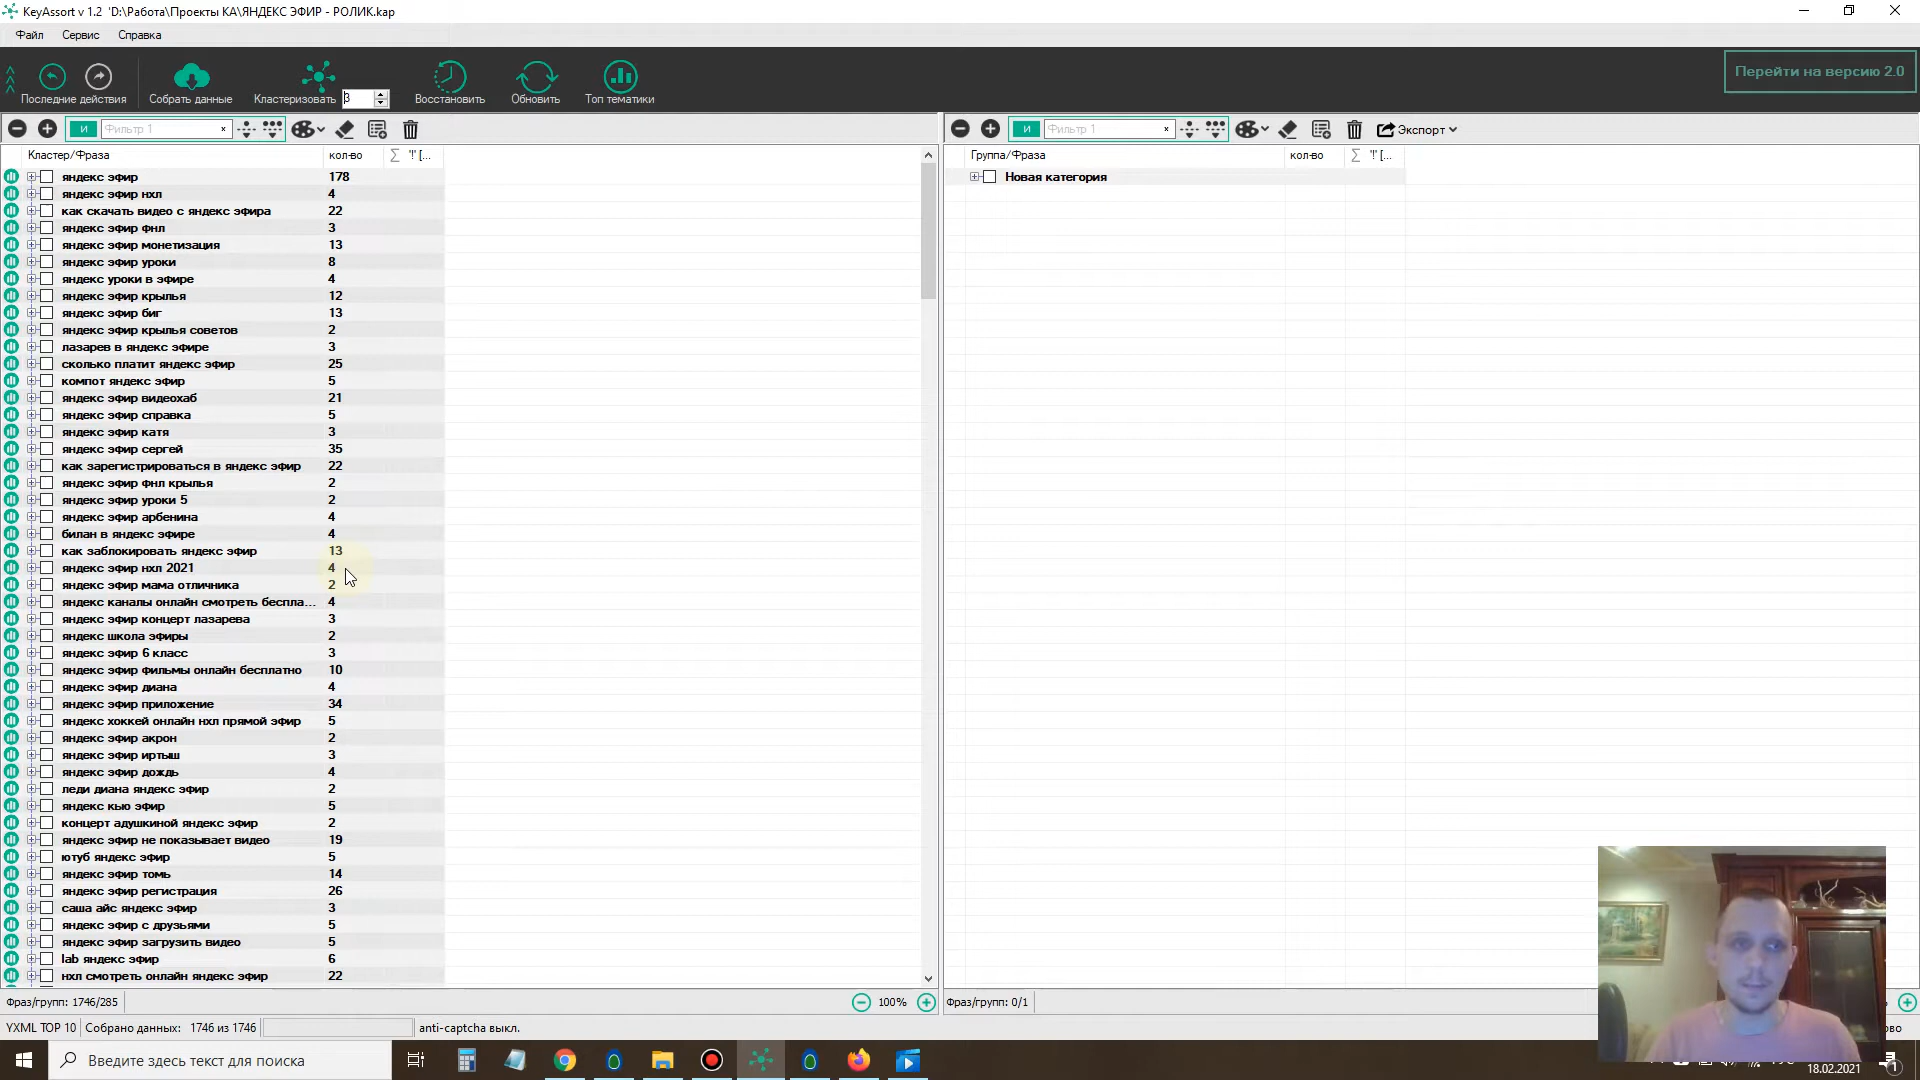 KeyAssort v 1.2 'D:\Работа\Проекты КА\ЯНДЕКС ЭФИР - РОЛИК.kap
Файл Сервис Справка
Последние действия Собрать данные Кластеризовать 3 Восстановить Обновить Топ тематики Перейти на версию 2.0
И Фильтр 1 × И Фильтр 1 × Экспорт
Кластер/Фраза кол-во ∑ '!' [... Группа/Фраза кол-во ∑ '!' [...
яндекс эфир 178 Новая категория
яндекс эфир нхл 4
как скачать видео с яндекс эфира 22
яндекс эфир фнл 3
яндекс эфир монетизация 13
яндекс эфир уроки 8
яндекс уроки в эфире 4
яндекс эфир крылья 12
яндекс эфир биг 13
яндекс эфир крылья советов 2
лазарев в яндекс эфире 3
сколько платит яндекс эфир 25
компот яндекс эфир 5
яндекс эфир видеохаб 21
яндекс эфир справка 5
яндекс эфир катя 3
яндекс эфир сергей 35
как зарегистрироваться в яндекс эфир 22
яндекс эфир фнл крылья 2
яндекс эфир уроки 5 2
яндекс эфир арбенина 4
билан в яндекс эфире 4
как заблокировать яндекс эфир 13
яндекс эфир нхл 2021 4
яндекс эфир мама отличника 2
яндекс каналы онлайн смотреть беспла... 4
яндекс эфир концерт лазарева 3
яндекс школа эфиры 2
яндекс эфир 6 класс 3
яндекс эфир фильмы онлайн бесплатно 10
яндекс эфир диана 4
яндекс эфир приложение 34
яндекс хоккей онлайн нхл прямой эфир 5
яндекс эфир акрон 2
яндекс эфир иртыш 3
яндекс эфир дождь 4
леди диана яндекс эфир 2
яндекс кью эфир 5
концерт адушкиной яндекс эфир 2
яндекс эфир не показывает видео 19
ютуб яндекс эфир 5
яндекс эфир томь 14
яндекс эфир регистрация 26
саша айс яндекс эфир 3
яндекс эфир с друзьями 5
яндекс эфир загрузить видео 5
lab яндекс эфир 6
нхл смотреть онлайн яндекс эфир 22
Фраз/групп: 1746/285 100% Фраз/групп: 0/1
YXML TOP 10 Собрано данных: 1746 из 1746 anti-captcha выкл.
Введите здесь текст для поиска
18.02.2021 1